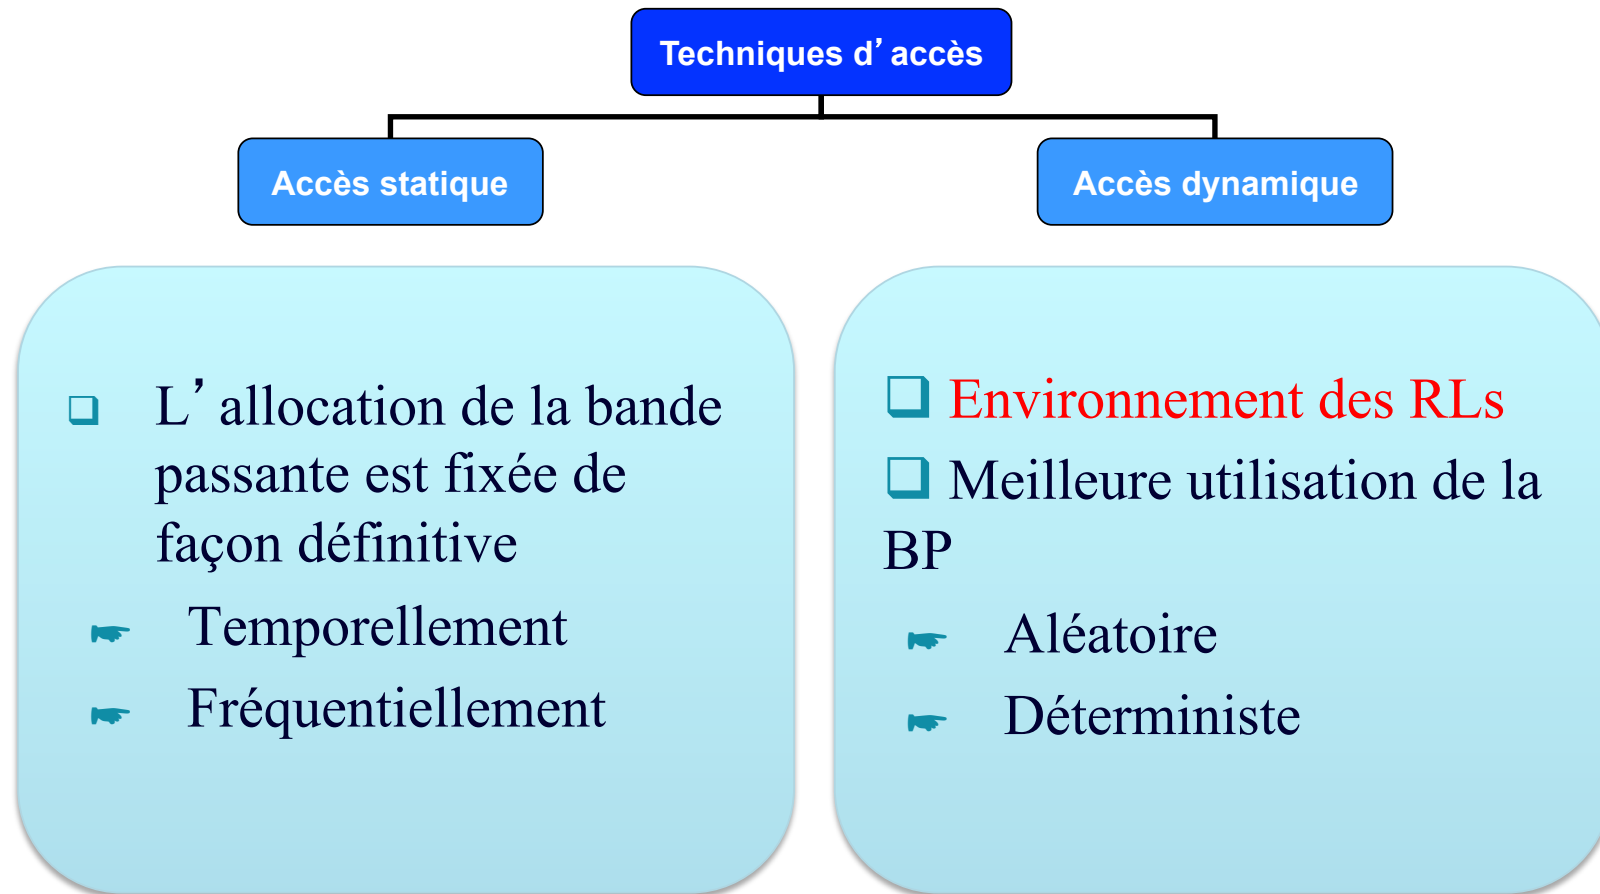 Techniques d’accès
Accès statique
Accès dynamique
L’allocation de la bande
passante est fixée de
façon définitive
Temporellement
Fréquentiellement
Environnement des RLs
Meilleure utilisation de la
BP
Aléatoire
Déterministe